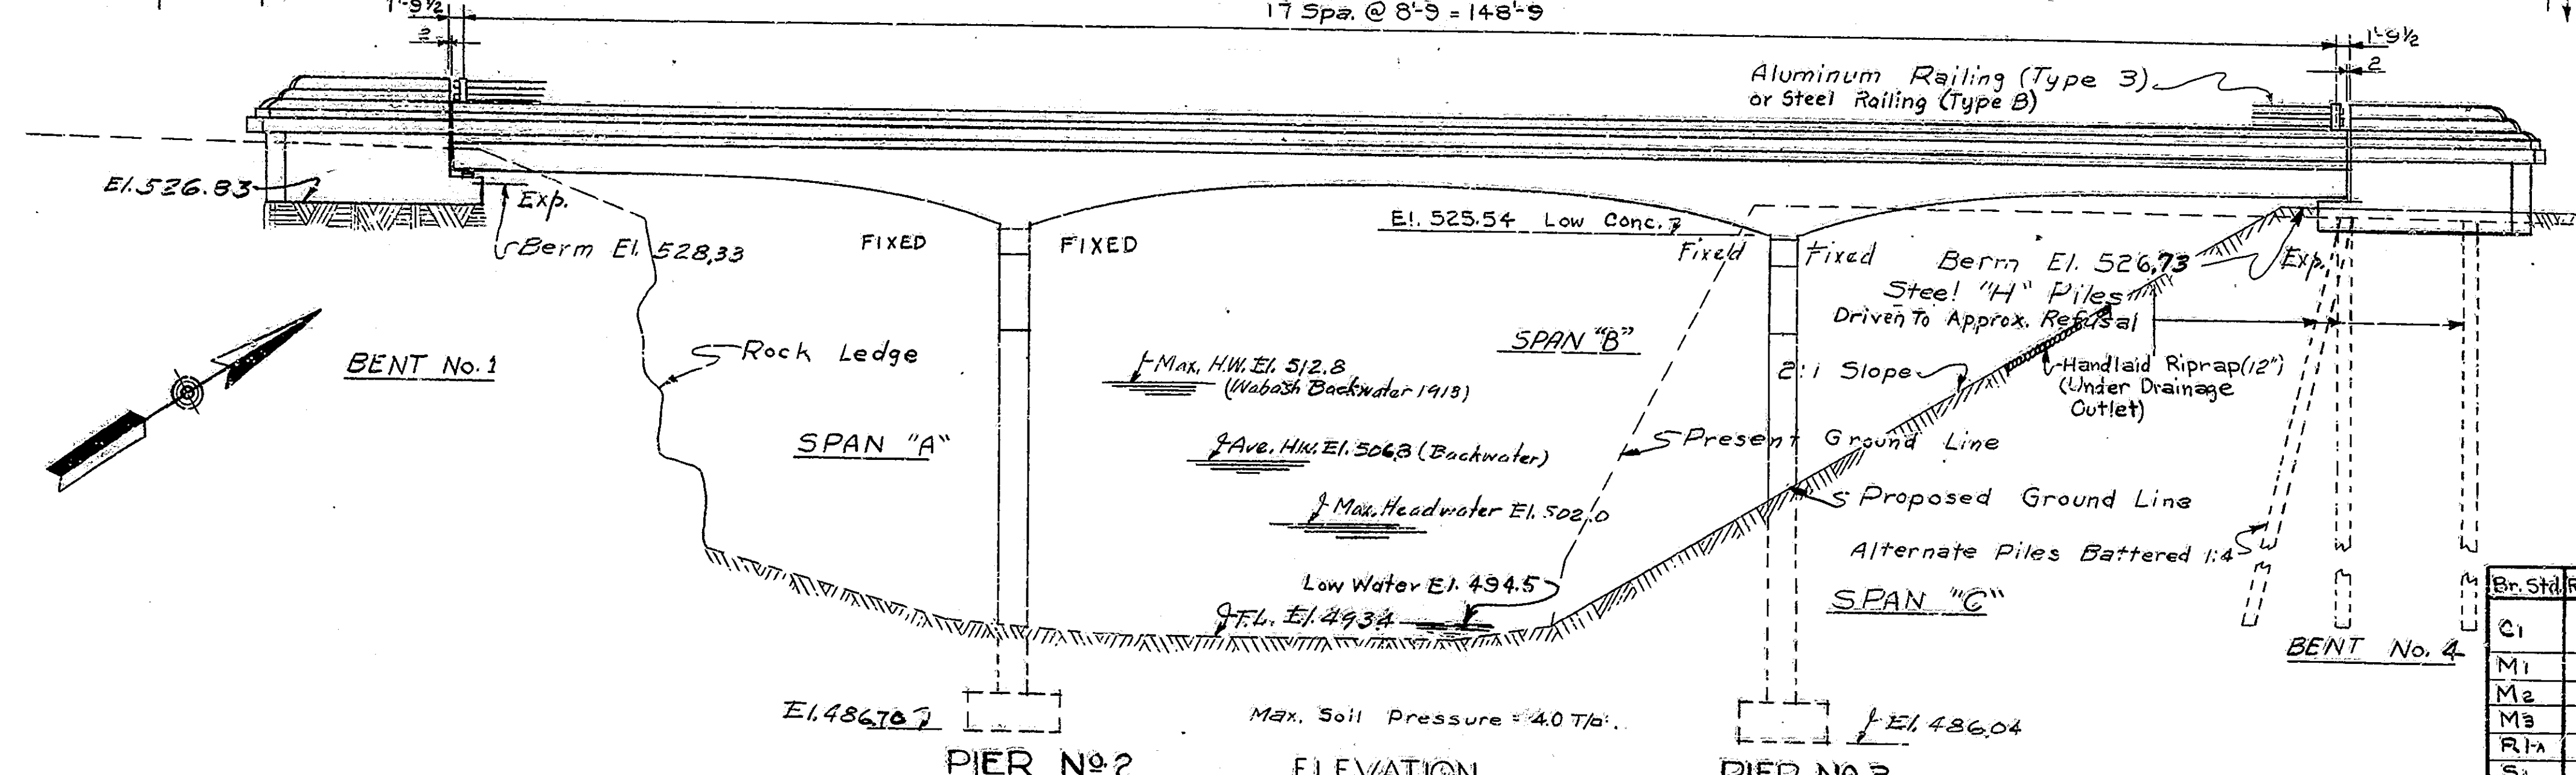 1'-9½
17 Spa. @ 8'-9 = 148'-9
1'-9½
2
2
Aluminum Railing (Type 3)
or Steel Railing (Type B)
El. 526.83
Exp.
Berm El. 528.33
FIXED
FIXED
El. 525.54 Low Conc.
Fixed
Fixed
Berm El. 526.73
Exp.
Steel "H" Piles
Driven To Approx. Refusal
BENT No. 1
Rock Ledge
SPAN "B"
Max. H.W. El. 512.8
(Wabash Backwater 1913)
2:1 Slope
Handlaid Riprap (12")
(Under Drainage
Outlet)
SPAN "A"
Ave. H.W. El. 506.3 (Backwater)
Present Ground Line
Max. Headwater El. 502.0
Proposed Ground Line
Alternate Piles Battered 1:4
Low Water El. 494.5
F.L. El. 493.4
SPAN "C"
BENT No. 4
Br. Std.
C1
M1
M2
M3
R1-A
S1
El. 486.70
Max. Soil Pressure = 4.0 T/□'.
El. 486.04
PIER No. 2
ELEVATION
PIER No. 3